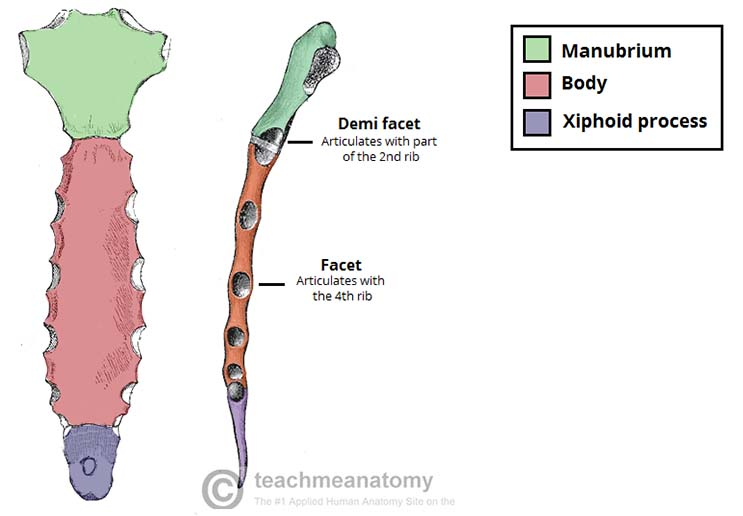 Manubrium
Body
Xiphoid process
Demi facet
Articulates with part
of the 2nd rib
Facet
Articulates with
the 4th rib
© teachmeanatomy
The #1 Applied Human Anatomy Site on the